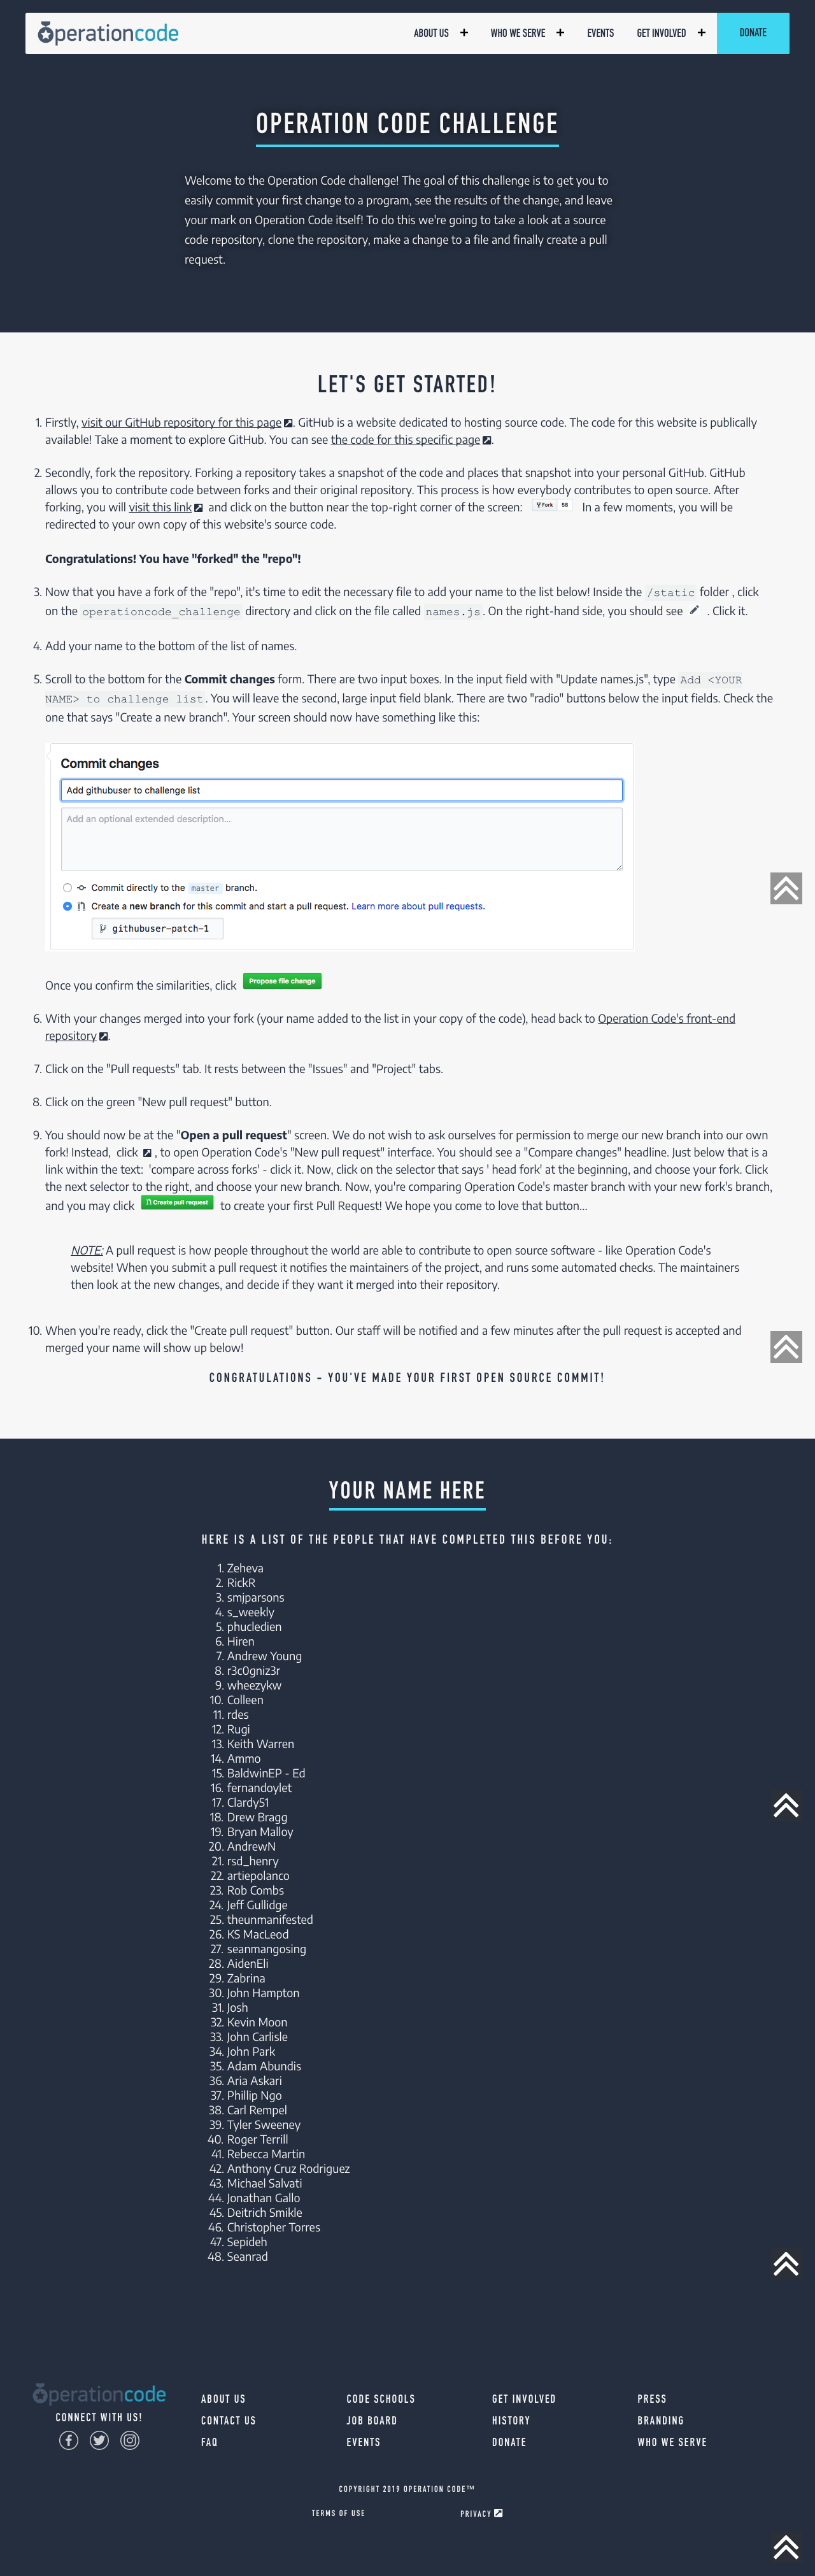 operationcode
ABOUT US
WHO WE SERVE
EVENTS
GET INVOLVED
DONATE
OPERATION CODE CHALLENGE
Welcome to the Operation Code challenge! The goal of this challenge is to get you to
easily commit your first change to a program, see the results of the change, and leave
your mark on Operation Code itself! To do this we're going to take a look at a source
code repository, clone the repository, make a change to a file and finally create a pull
request.
LET'S GET STARTED!
1. Firstly, visit our GitHub repository for this page. GitHub is a website dedicated to hosting source code. The code for this website is publically
available! Take a moment to explore GitHub. You can see the code for this specific page.
2. Secondly, fork the repository. Forking a repository takes a snapshot of the code and places that snapshot into your personal GitHub. GitHub
allows you to contribute code between forks and their original repository. This process is how everybody contributes to open source. After
forking, you will visit this link and click on the button near the top-right corner of the screen: Fork 58 In a few moments, you will be
redirected to your own copy of this website's source code.
Congratulations! You have "forked" the "repo"!
3. Now that you have a fork of the "repo", it's time to edit the necessary file to add your name to the list below! Inside the /static folder , click
on the operationcode_challenge directory and click on the file called names.js. On the right-hand side, you should see . Click it.
4. Add your name to the bottom of the list of names.
5. Scroll to the bottom for the Commit changes form. There are two input boxes. In the input field with "Update names.js", type Add <YOUR
NAME> to challenge list. You will leave the second, large input field blank. There are two "radio" buttons below the input fields. Check the
one that says "Create a new branch". Your screen should now have something like this:
Commit changes
Add githubuser to challenge list
Add an optional extended description...
Commit directly to the master branch.
Create a new branch for this commit and start a pull request. Learn more about pull requests.
githubuser-patch-1
Once you confirm the similarities, click Propose file change
6. With your changes merged into your fork (your name added to the list in your copy of the code), head back to Operation Code's front-end
repository.
7. Click on the "Pull requests" tab. It rests between the "Issues" and "Project" tabs.
8. Click on the green "New pull request" button.
9. You should now be at the "Open a pull request" screen. We do not wish to ask ourselves for permission to merge our new branch into our own
fork! Instead, click , to open Operation Code's "New pull request" interface. You should see a "Compare changes" headline. Just below that is a
link within the text: 'compare across forks' - click it. Now, click on the selector that says ' head fork' at the beginning, and choose your fork. Click
the next selector to the right, and choose your new branch. Now, you're comparing Operation Code's master branch with your new fork's branch,
and you may click Create pull request to create your first Pull Request! We hope you come to love that button...
NOTE: A pull request is how people throughout the world are able to contribute to open source software - like Operation Code's
website! When you submit a pull request it notifies the maintainers of the project, and runs some automated checks. The maintainers
then look at the new changes, and decide if they want it merged into their repository.
10. When you're ready, click the "Create pull request" button. Our staff will be notified and a few minutes after the pull request is accepted and
merged your name will show up below!
CONGRATULATIONS - YOU'VE MADE YOUR FIRST OPEN SOURCE COMMIT!
YOUR NAME HERE
HERE IS A LIST OF THE PEOPLE THAT HAVE COMPLETED THIS BEFORE YOU:
1. Zeheva
2. RickR
3. smjparsons
4. s_weekly
5. phucledien
6. Hiren
7. Andrew Young
8. r3c0gniz3r
9. wheezykw
10. Colleen
11. rdes
12. Rugi
13. Keith Warren
14. Ammo
15. BaldwinEP - Ed
16. fernandoylet
17. Clardy51
18. Drew Bragg
19. Bryan Malloy
20. AndrewN
21. rsd_henry
22. artiepolanco
23. Rob Combs
24. Jeff Gullidge
25. theunmanifested
26. KS MacLeod
27. seanmangosing
28. AidenEli
29. Zabrina
30. John Hampton
31. Josh
32. Kevin Moon
33. John Carlisle
34. John Park
35. Adam Abundis
36. Aria Askari
37. Phillip Ngo
38. Carl Rempel
39. Tyler Sweeney
40. Roger Terrill
41. Rebecca Martin
42. Anthony Cruz Rodriguez
43. Michael Salvati
44. Jonathan Gallo
45. Deitrich Smikle
46. Christopher Torres
47. Sepideh
48. Seanrad
operationcode
CONNECT WITH US!
ABOUT US
CONTACT US
FAQ
CODE SCHOOLS
JOB BOARD
EVENTS
GET INVOLVED
HISTORY
DONATE
PRESS
BRANDING
WHO WE SERVE
COPYRIGHT 2019 OPERATION CODE™
TERMS OF USE
PRIVACY